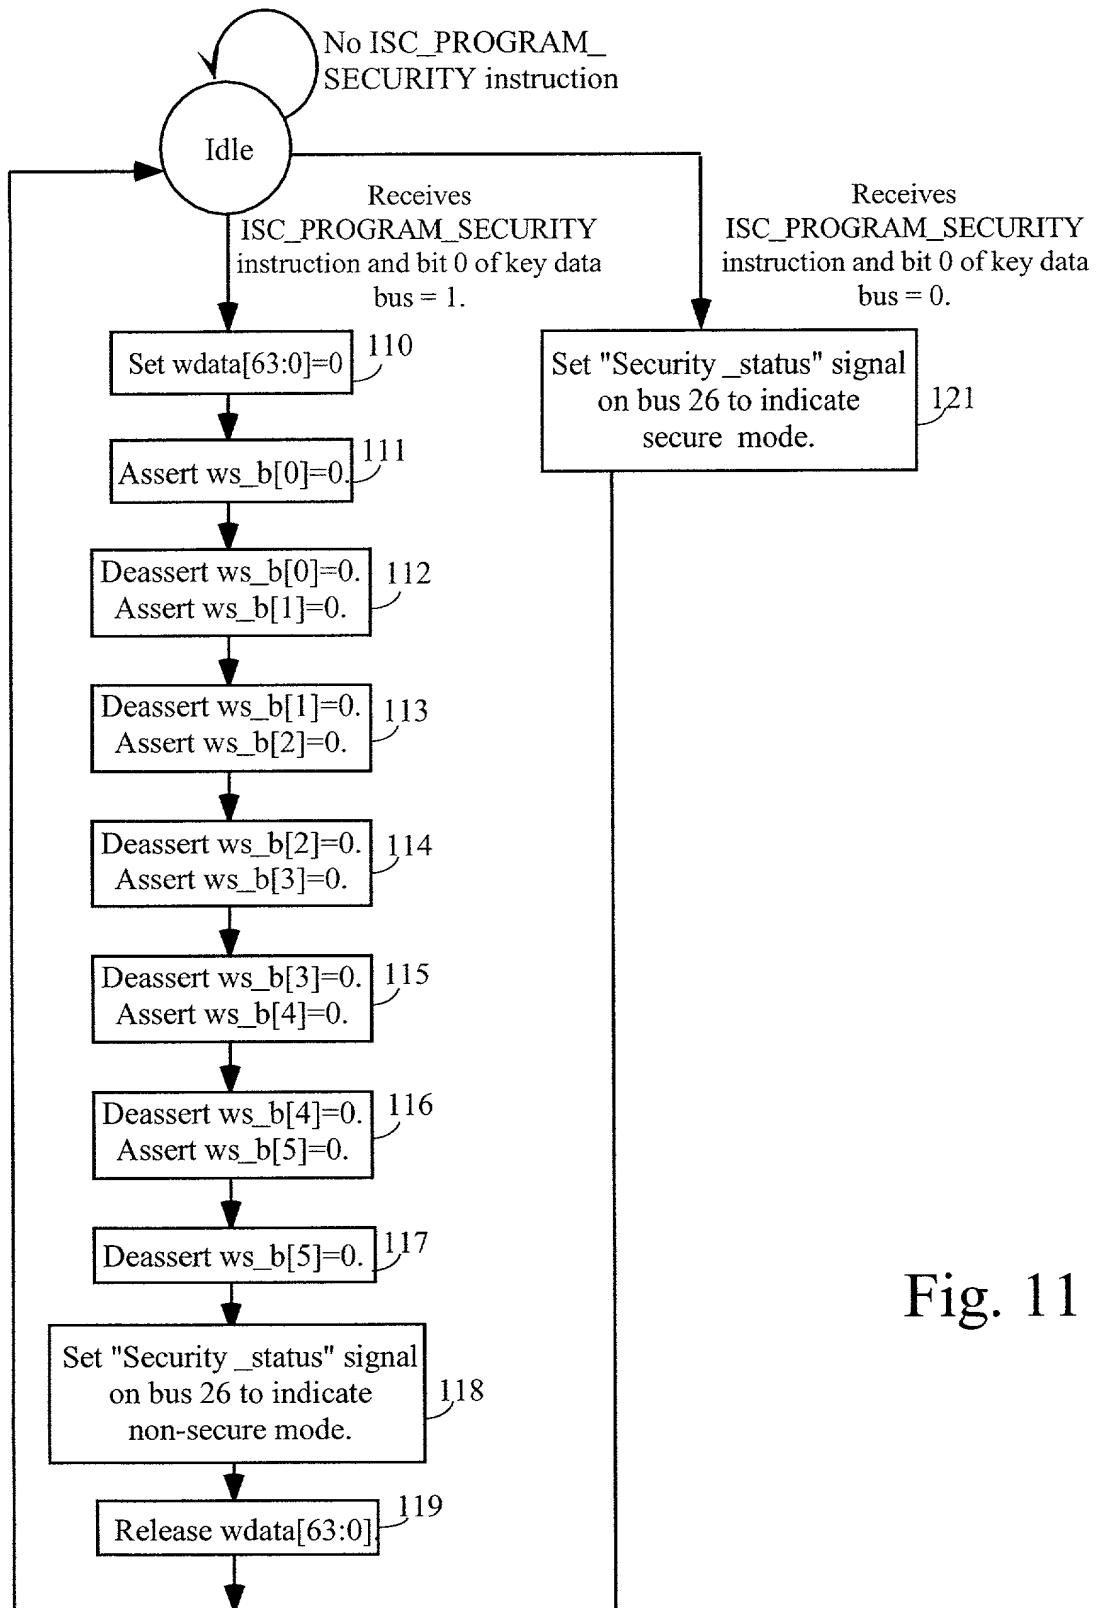 No ISC_PROGRAM_
SECURITY instruction
Idle
Receives
ISC_PROGRAM_SECURITY
instruction and bit 0 of key data
bus = 1.
Receives
ISC_PROGRAM_SECURITY
instruction and bit 0 of key data
bus = 0.
Set wdata[63:0]=0
110
Set "Security _status" signal
on bus 26 to indicate
secure mode.
121
Assert ws_b[0]=0.
111
Deassert ws_b[0]=0.
Assert ws_b[1]=0.
112
Deassert ws_b[1]=0.
Assert ws_b[2]=0.
113
Deassert ws_b[2]=0.
Assert ws_b[3]=0.
114
Deassert ws_b[3]=0.
Assert ws_b[4]=0.
115
Deassert ws_b[4]=0.
Assert ws_b[5]=0.
116
Deassert ws_b[5]=0.
117
Set "Security _status" signal
on bus 26 to indicate
non-secure mode.
118
Release wdata[63:0]
119
Fig. 11